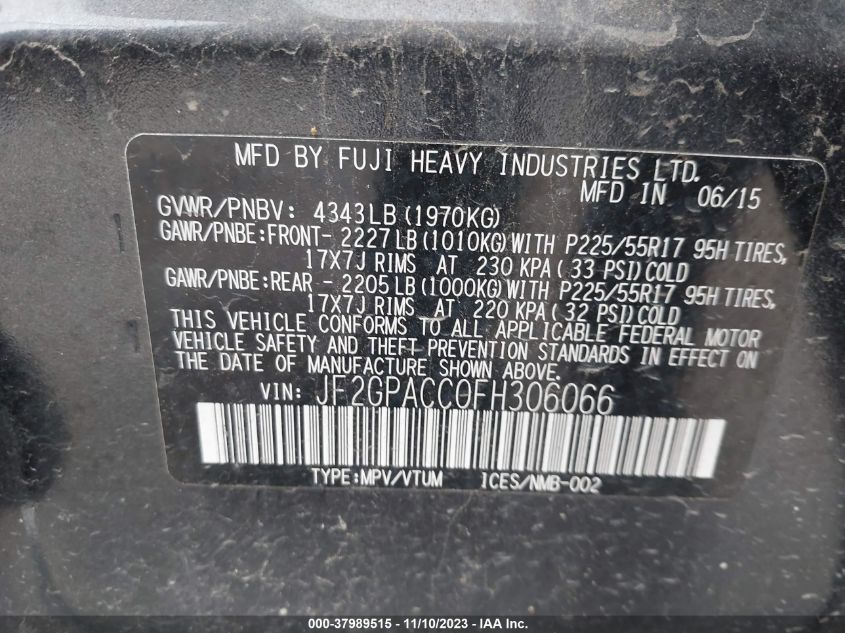 MFD BY FUJI HEAVY INDUSTRIES LTD.
MFD IN 06/15
GVWR/PNBV: 4343LB (1970KG)
GAWR/PNBE:FRONT- 2227LB (1010KG) WITH P225/55R17 95H TIRES,
17X7J RIMS AT 230 KPA (33 PSI) COLD
GAWR/PNBE:REAR - 2205LB (1000KG) WITH P225/55R17 95H TIRES,
17X7J RIMS AT 220 KPA (32 PSI) COLD
THIS VEHICLE CONFORMS TO ALL APPLICABLE FEDERAL MOTOR
VEHICLE SAFETY AND THEFT PREVENTION STANDARDS IN EFFECT ON
THE DATE OF MANUFACTURE SHOWN ABOVE.
VIN: JF2GPACC0FH306066
TYPE:MPV/VTUM ICES/NMB-002
000-37989515 - 11/10/2023 - IAA Inc.